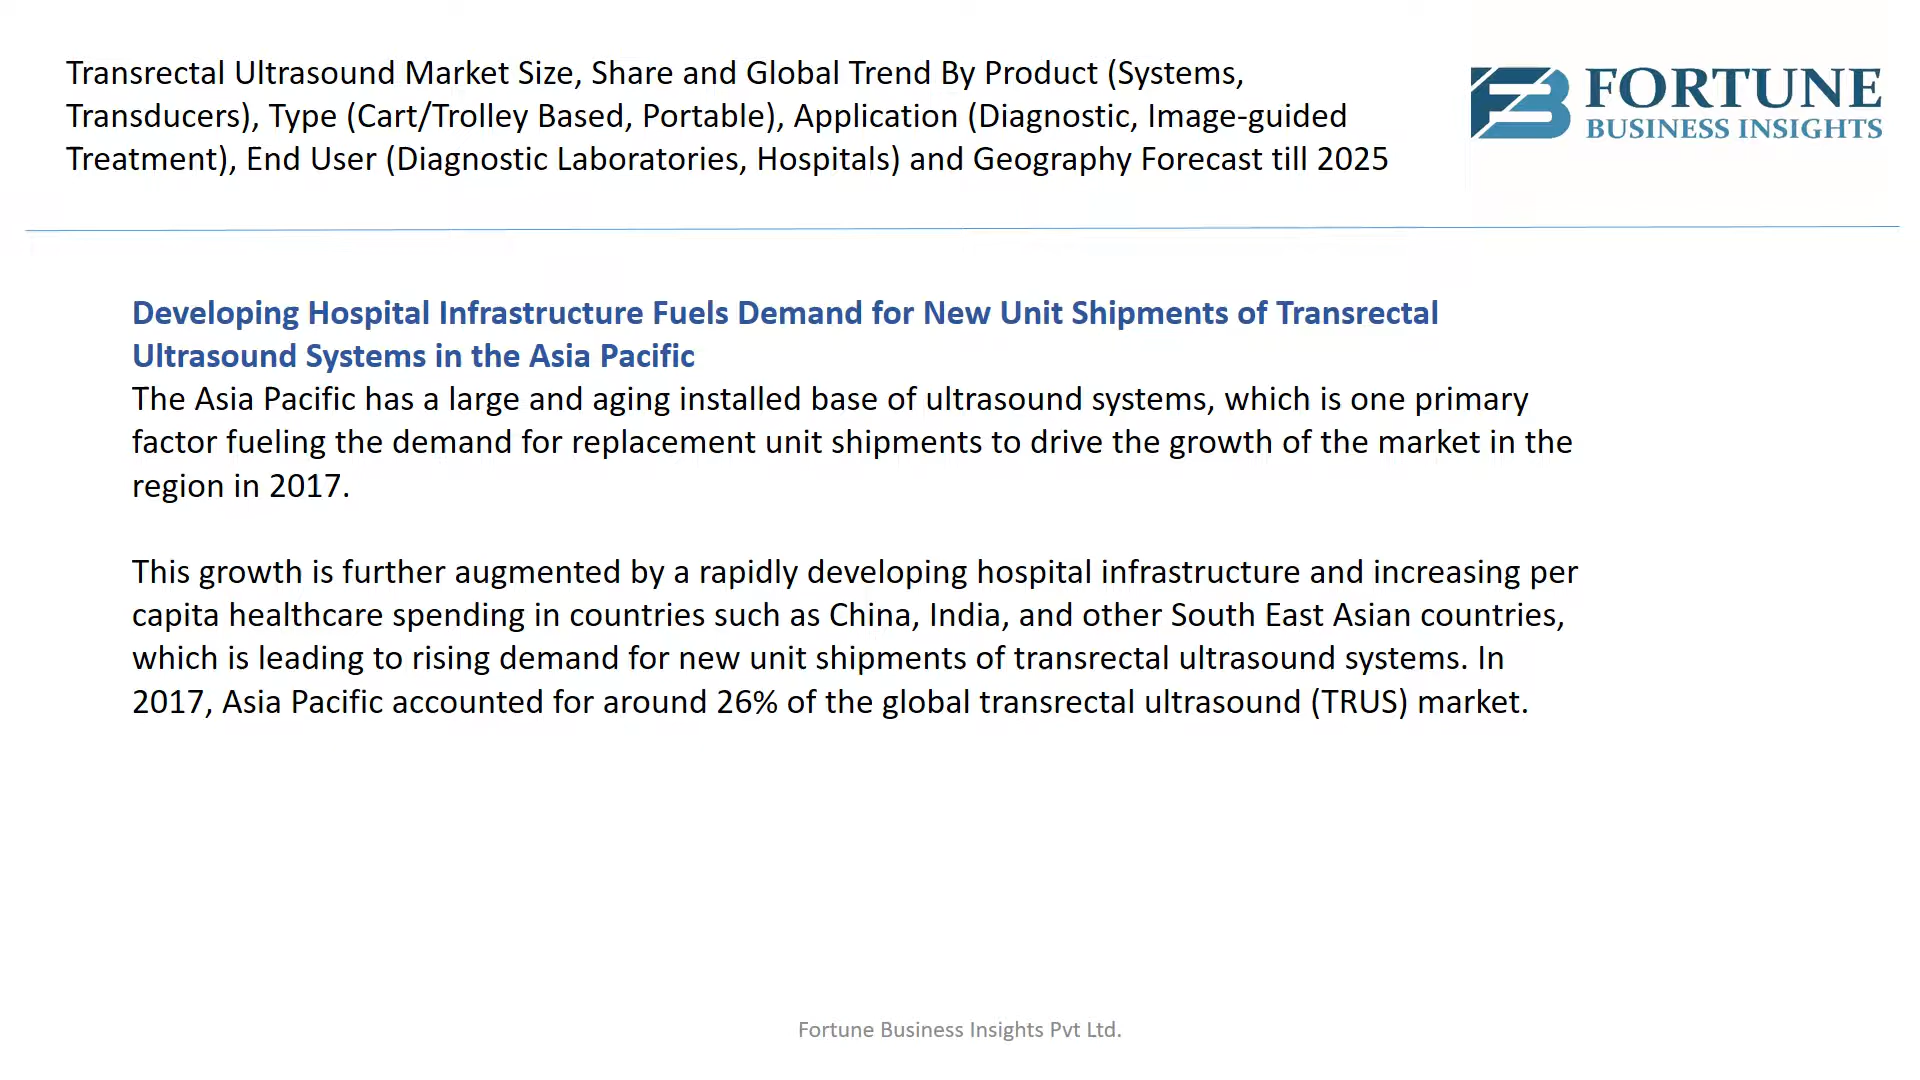 Transrectal Ultrasound Market Size, Share and Global Trend By Product (Systems,
Transducers), Type (Cart/Trolley Based, Portable), Application (Diagnostic, Image-guided
Treatment), End User (Diagnostic Laboratories, Hospitals) and Geography Forecast till 2025
FORTUNE
BUSINESS INSIGHTS
Developing Hospital Infrastructure Fuels Demand for New Unit Shipments of Transrectal
Ultrasound Systems in the Asia Pacific
The Asia Pacific has a large and aging installed base of ultrasound systems, which is one primary
factor fueling the demand for replacement unit shipments to drive the growth of the market in the
region in 2017.
This growth is further augmented by a rapidly developing hospital infrastructure and increasing per
capita healthcare spending in countries such as China, India, and other South East Asian countries,
which is leading to rising demand for new unit shipments of transrectal ultrasound systems. In
2017, Asia Pacific accounted for around 26% of the global transrectal ultrasound (TRUS) market.
Fortune Business Insights Pvt Ltd.